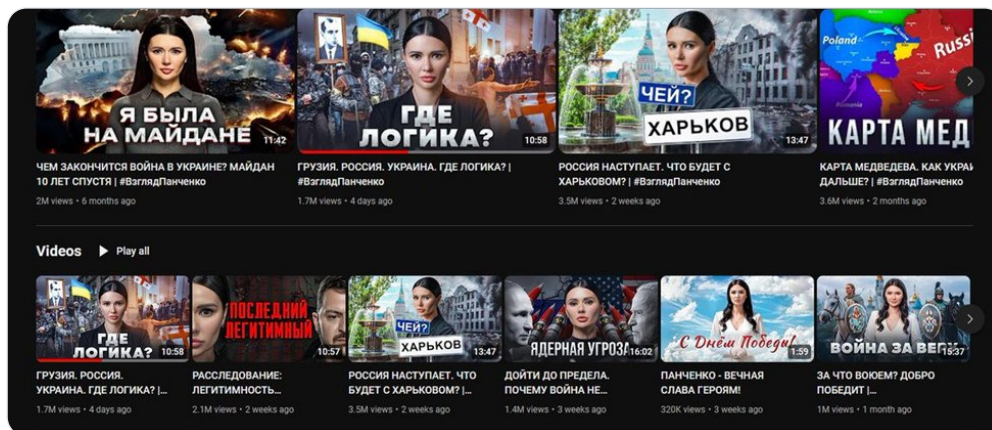 Я БЫЛА
НА МАЙДАНЕ
11:42
ГДЕ
ЛОГИКА?
10:58
ЧЕЙ?
ХАРЬКОВ
13:47
Poland
Russi
Romania
КАРТА МЕД
ЧЕМ ЗАКОНЧИТСЯ ВОЙНА В УКРАИНЕ? МАЙДАН
10 ЛЕТ СПУСТЯ | #ВзглядПанченко
2M views • 6 months ago
ГРУЗИЯ. РОССИЯ. УКРАИНА. ГДЕ ЛОГИКА? |
#ВзглядПанченко
1.7M views • 4 days ago
РОССИЯ НАСТУПАЕТ. ЧТО БУДЕТ С
ХАРЬКОВОМ? | #ВзглядПанченко
3.5M views • 2 weeks ago
КАРТА МЕДВЕДЕВА. КАК УКРАИ
ДАЛЬШЕ? | #ВзглядПанченко
3.6M views • 2 months ago
Videos
Play all
ГДЕ
ЛОГИКА?
10:58
ПОСЛЕДНИЙ
ЛЕГИТИМНЫЙ
10:57
ЧЕЙ?
ХАРЬКОВ
13:47
ЯДЕРНАЯ УГРОЗА
16:02
С Днём Победы!
1:59
ВОЙНА ЗА ВЕРУ
15:37
ГРУЗИЯ. РОССИЯ.
УКРАИНА. ГДЕ ЛОГИКА? |...
1.7M views • 4 days ago
РАССЛЕДОВАНИЕ:
ЛЕГИТИМНОСТЬ...
2.1M views • 2 weeks ago
РОССИЯ НАСТУПАЕТ. ЧТО
БУДЕТ С ХАРЬКОВОМ? |...
3.5M views • 2 weeks ago
ДОЙТИ ДО ПРЕДЕЛА.
ПОЧЕМУ ВОЙНА НЕ...
1.4M views • 3 weeks ago
ПАНЧЕНКО - ВЕЧНАЯ
СЛАВА ГЕРОЯМ!
320K views • 3 weeks ago
ЗА ЧТО ВОЮЕМ? ДОБРО
ПОБЕДИТ |...
1M views • 1 month ago